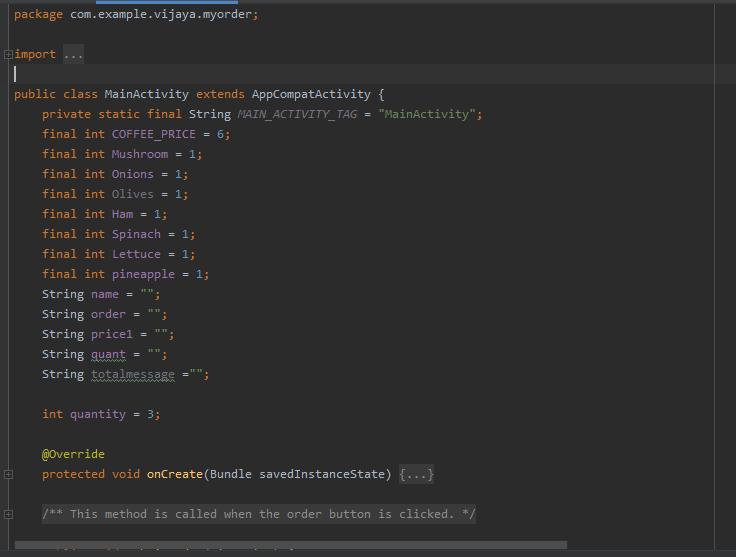 package com.example.vijaya.myorder;
import ...
public class MainActivity extends AppCompatActivity {
private static final String MAIN_ACTIVITY_TAG = "MainActivity";
final int COFFEE_PRICE = 6;
final int Mushroom = 1;
final int Onions = 1;
final int Olives = 1;
final int Ham = 1;
final int Spinach = 1;
final int Lettuce = 1;
final int pineapple = 1;
String name = "";
String order = "";
String price1 = "";
String quant = "";
String totalmessage ="";
int quantity = 3;
@Override
protected void onCreate(Bundle savedInstanceState) {...}
/** This method is called when the order button is clicked. */